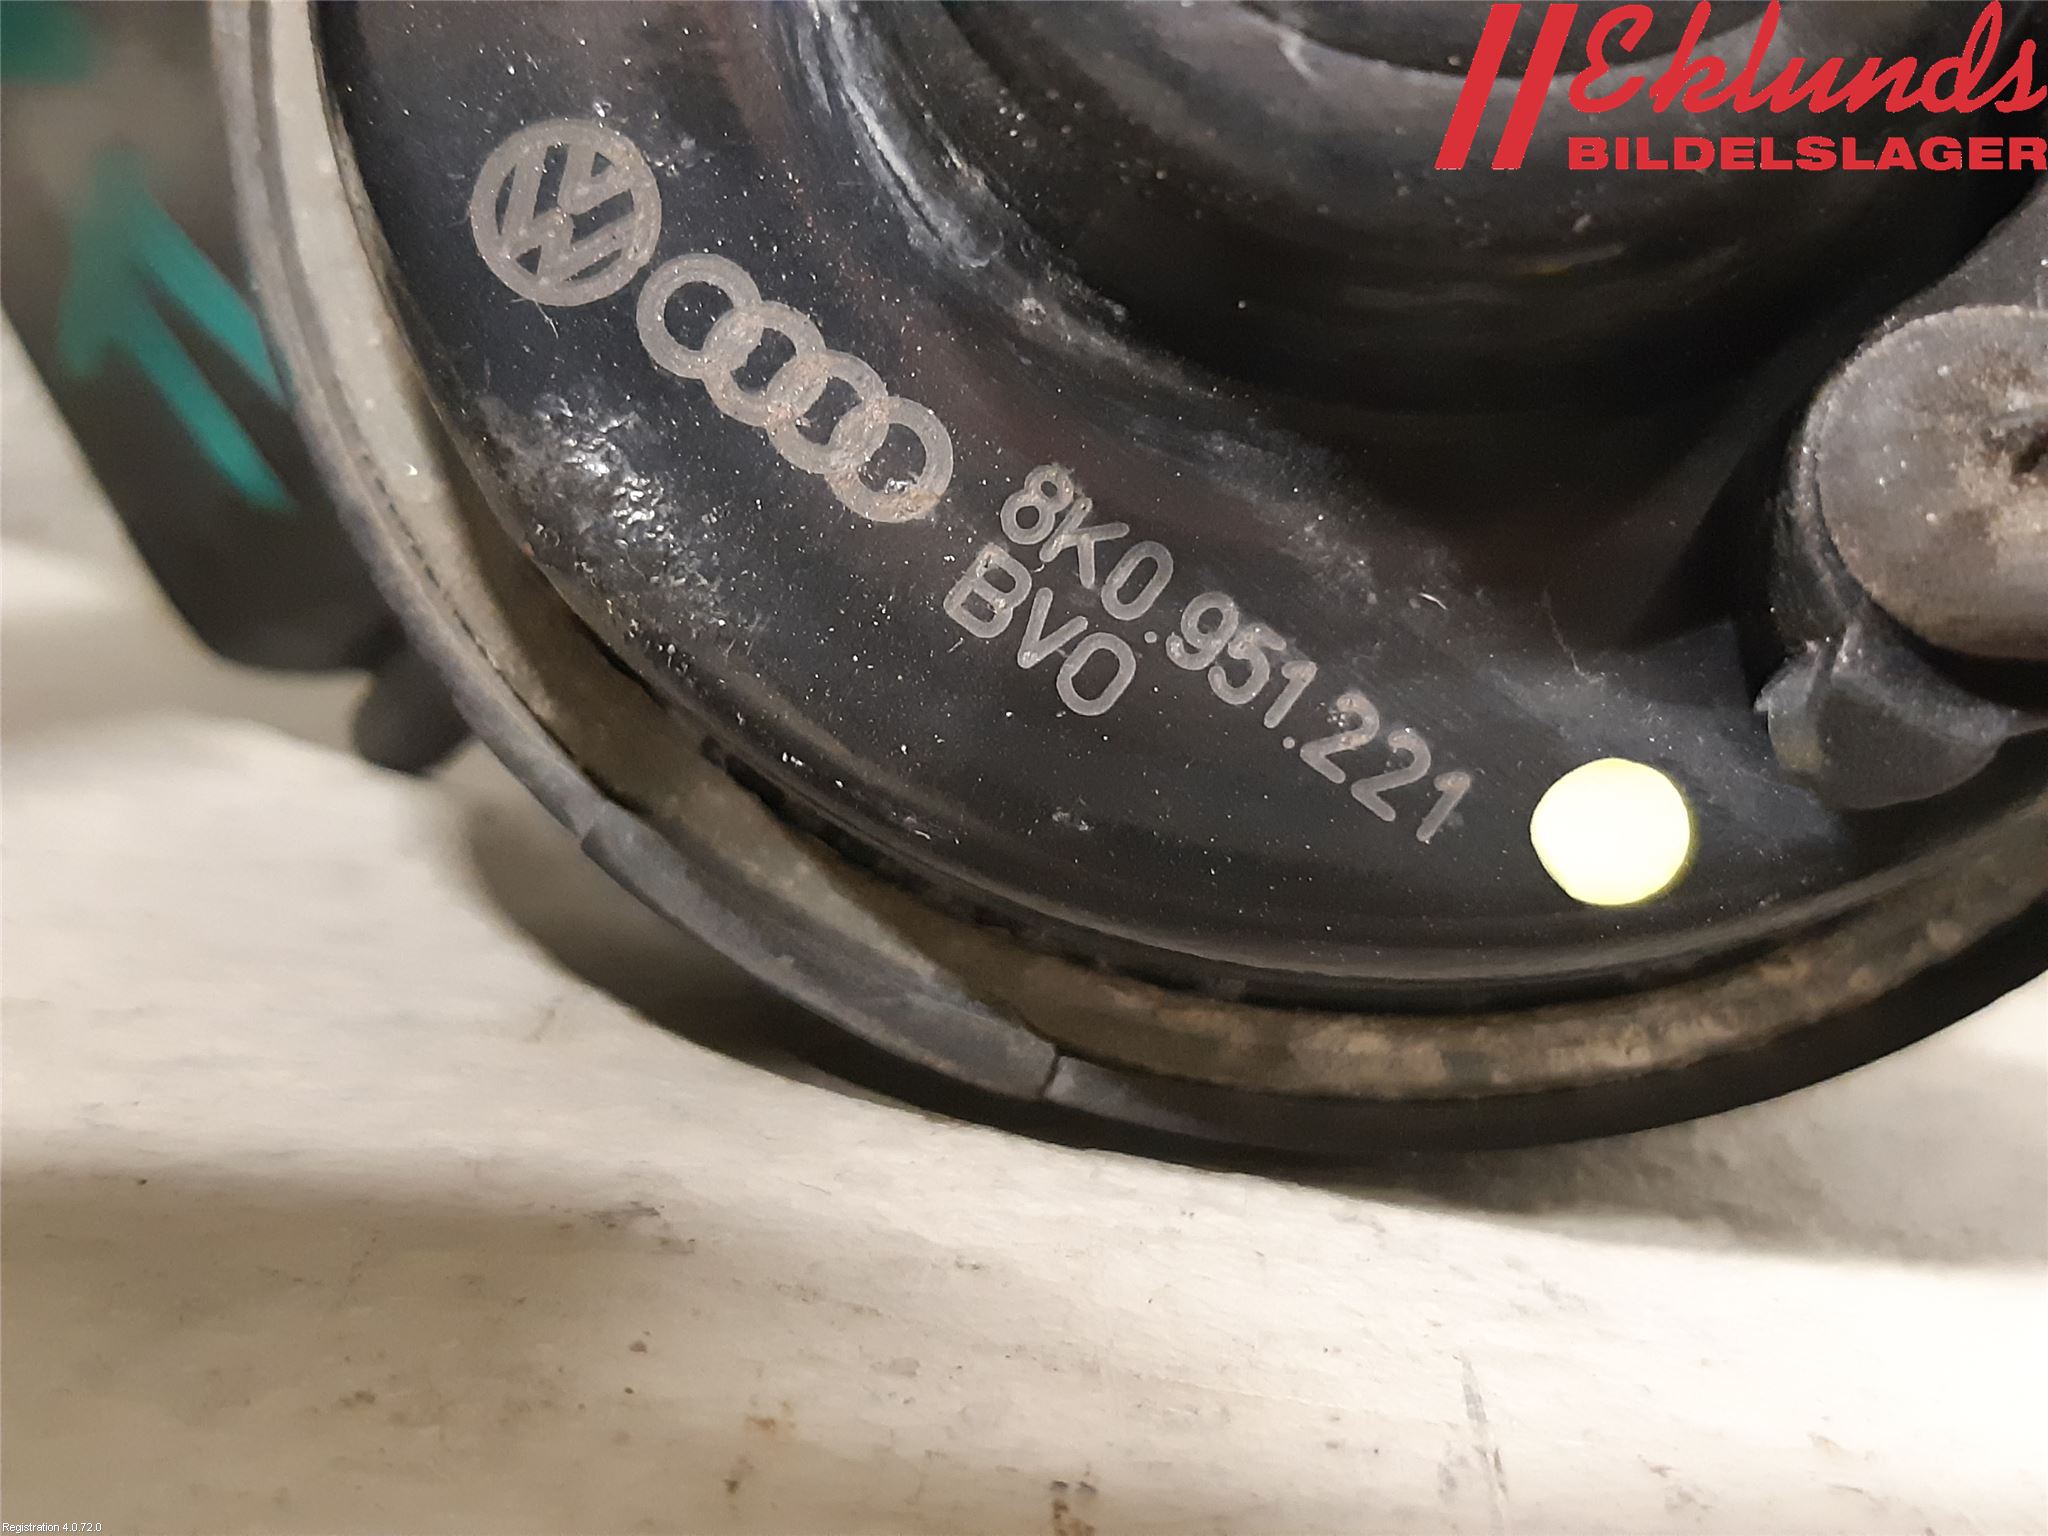 Eklunds
BILDELSLAGER
8K0.951.221
BVO
Registration 4.0.72.0